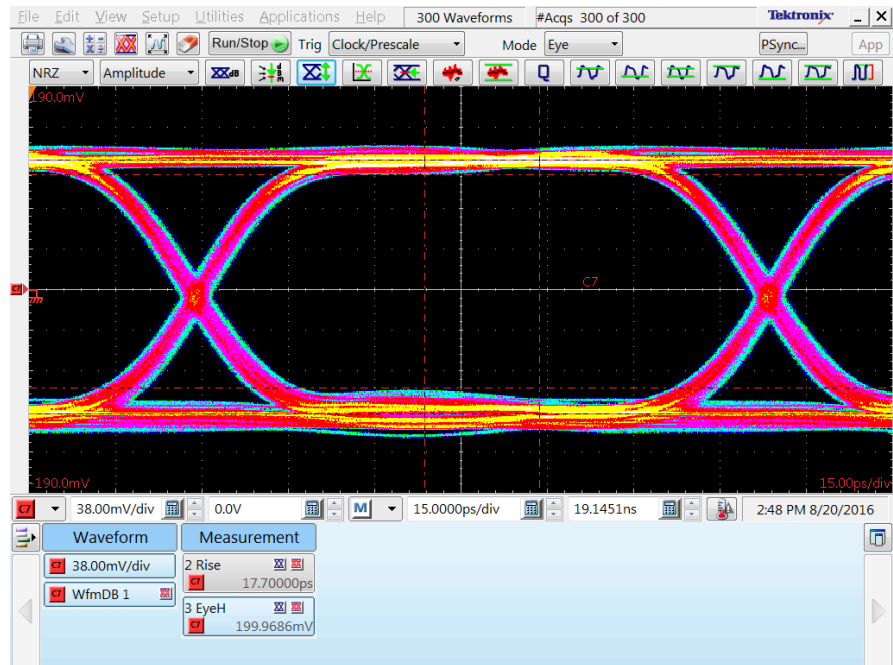 File Edit View Setup Utilities Applications Help 300 Waveforms #Acqs 300 of 300 Tektronix
Run/Stop Trig Clock/Prescale Mode Eye PSync... App
NRZ Amplitude dB Q
190.0mV
C7
C7
-190.0mV 15.00ps/div
C7 38.00mV/div 0.0V M 15.0000ps/div 19.1451ns 2:48 PM 8/20/2016
Waveform Measurement
C7 38.00mV/div 2 Rise
C7 17.70000ps
C7 WfmDB 1 3 EyeH
C7 199.9686mV